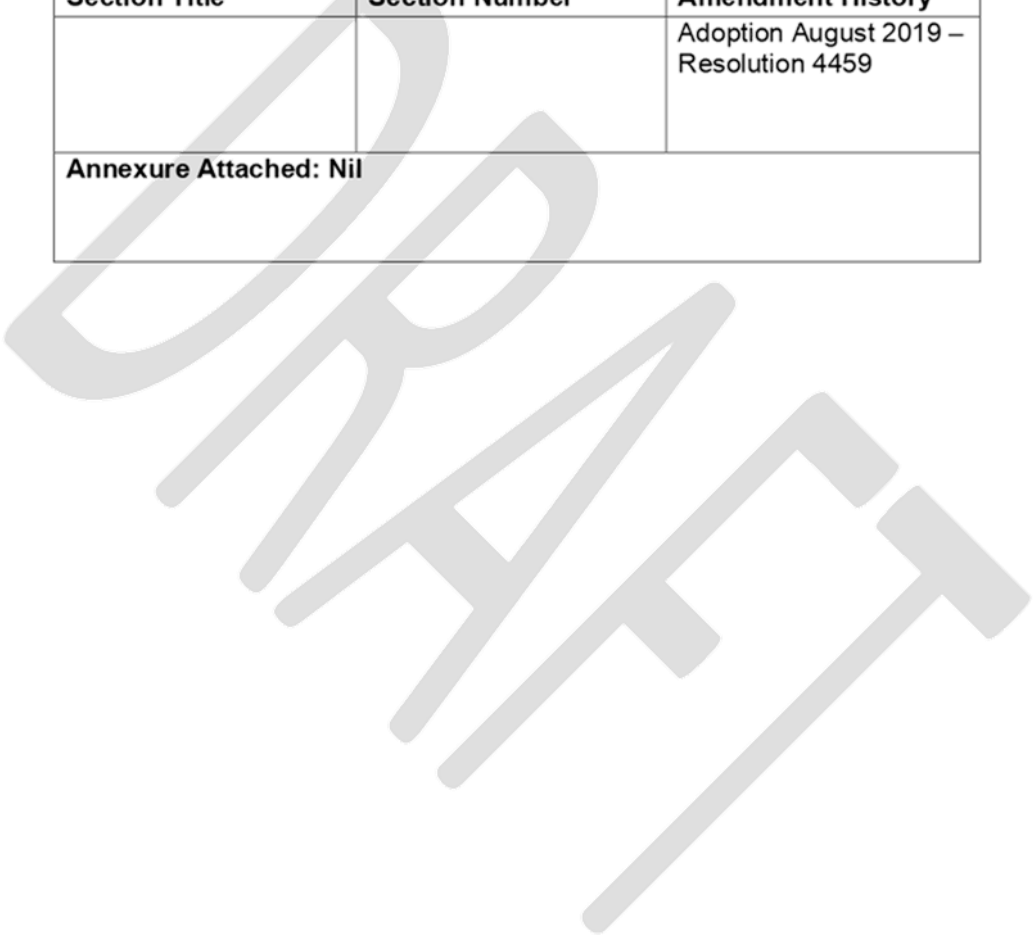 Section Title Section Number Amendment History
Adoption August 2019 –
Resolution 4459
Annexure Attached: Nil
DRAFT